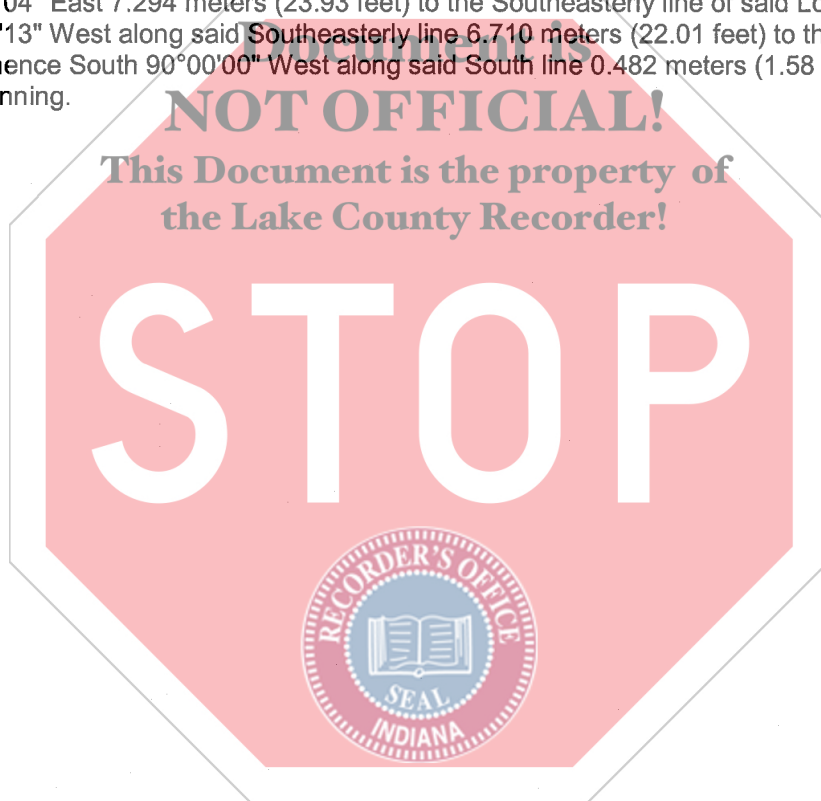 04" East 7.294 meters (23.93 feet) to the Southeasterly line of said Lo
'13" West along said Southeasterly line 6.710 meters (22.01 feet) to th
ence South 90°00'00" West along said South line 0.482 meters (1.58
nning.
Document is
NOT OFFICIAL!
This Document is the property of
the Lake County Recorder!
STOP
RECORDER'S OFFICE
SEAL
INDIANA